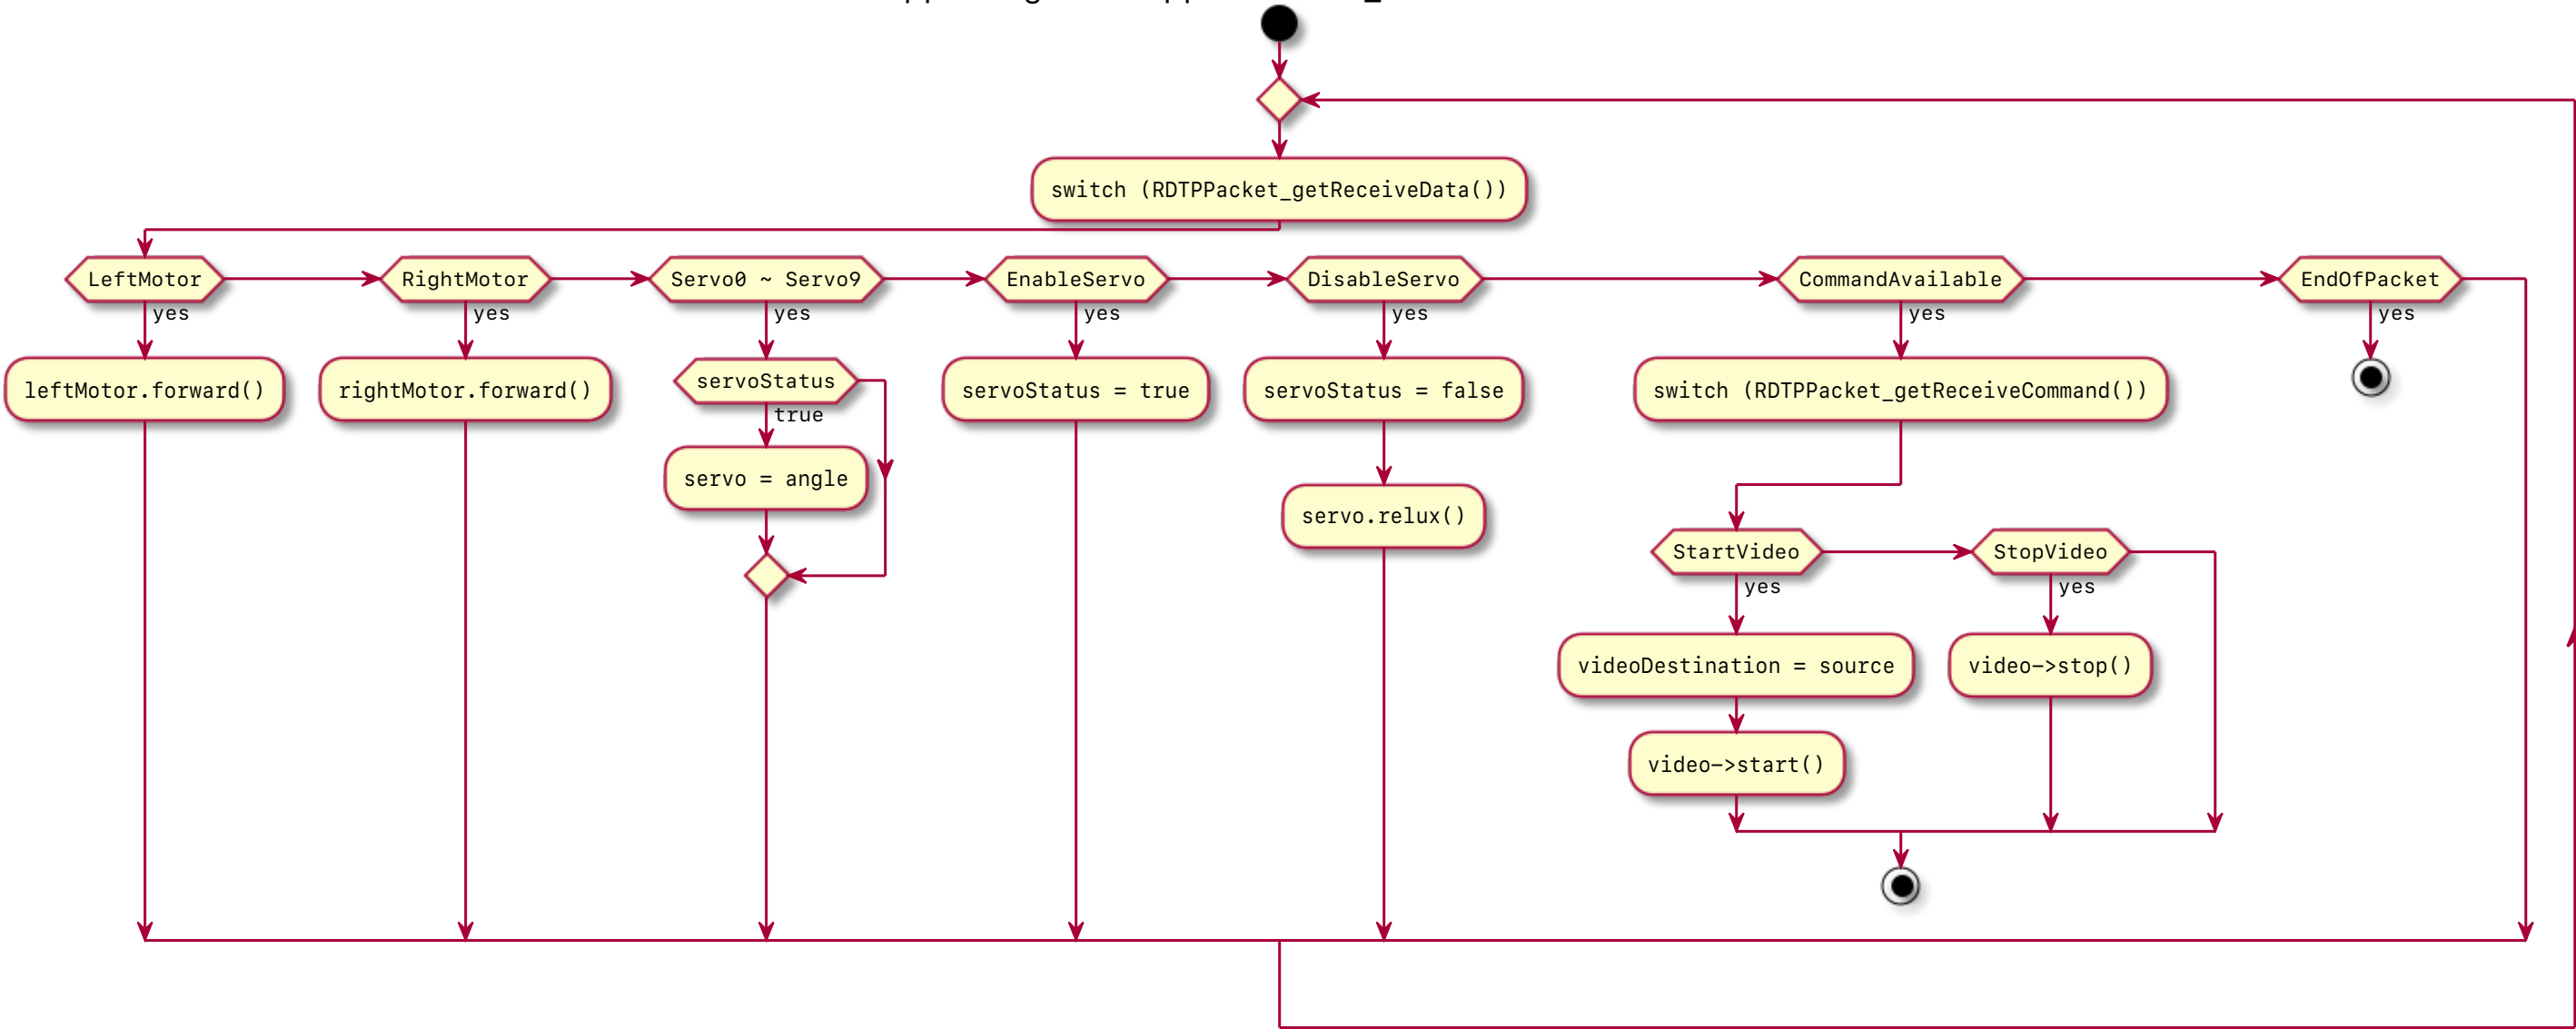 switch (RDTPPacket_getReceiveData())
LeftMotor
RightMotor
Servo0 ~ Servo9
EnableServo
DisableServo
CommandAvailable
EndOfPacket
yes
yes
yes
yes
yes
yes
yes
leftMotor.forward()
rightMotor.forward()
servoStatus
servoStatus = true
servoStatus = false
switch (RDTPPacket_getReceiveCommand())
true
servo = angle
servo.relux()
StartVideo
StopVideo
yes
yes
videoDestination = source
video->stop()
video->start()